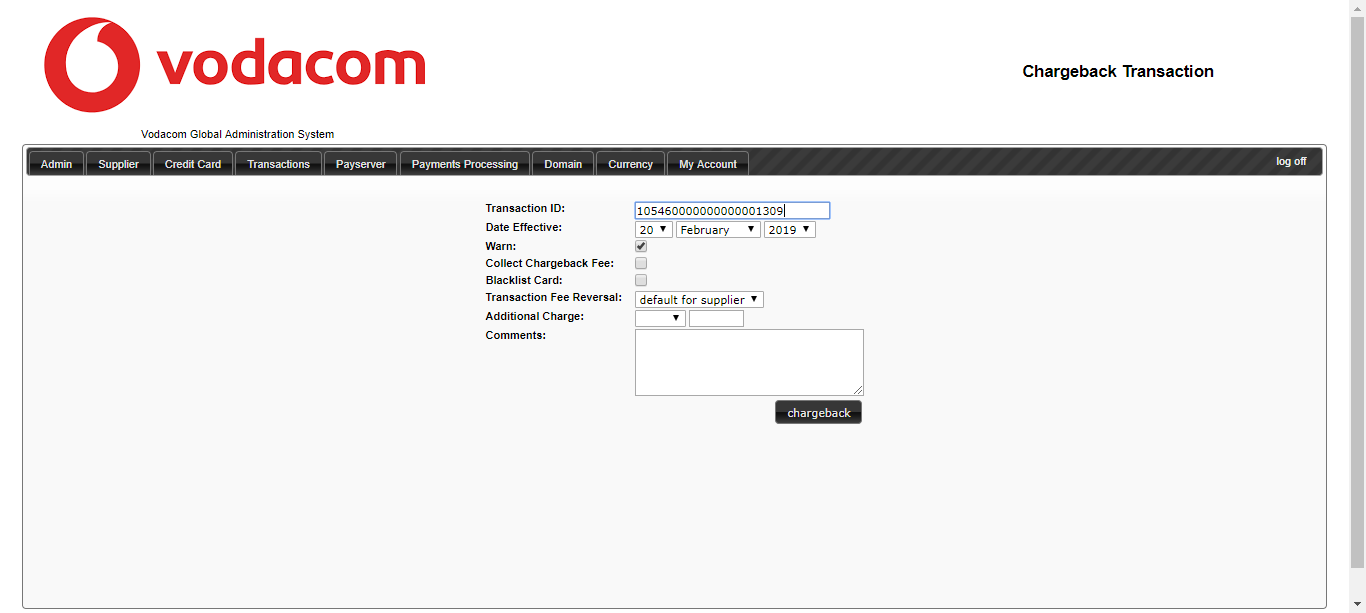 vodacom
Chargeback Transaction
Vodacom Global Administration System
Admin Supplier Credit Card Transactions Payserver Payments Processing Domain Currency My Account log off
Transaction ID: 105460000000000001309
Date Effective: 20 February 2019
Warn:
Collect Chargeback Fee:
Blacklist Card:
Transaction Fee Reversal: default for supplier
Additional Charge:
Comments:
chargeback